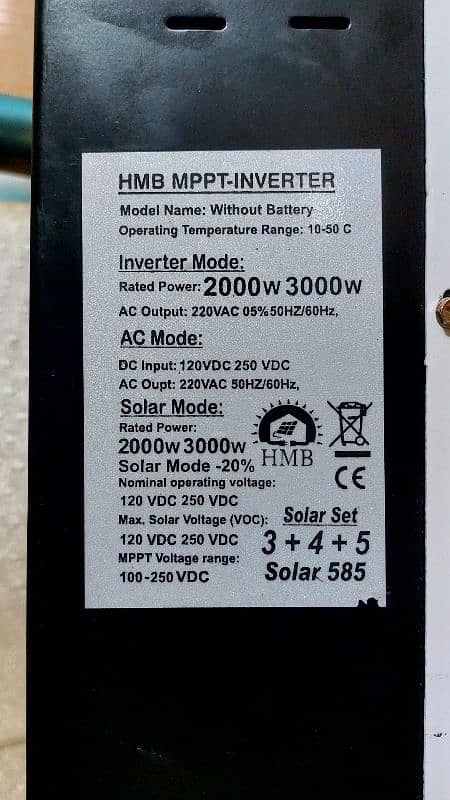 HMB MPPT-INVERTER
Model Name: Without Battery
Operating Temperature Range: 10-50 C
Inverter Mode:
Rated Power: 2000w 3000w
AC Output: 220VAC 05% 50HZ/60Hz,
AC Mode:
DC Input: 120VDC 250 VDC
AC Oupt: 220VAC 50HZ/60Hz,
Solar Mode:
Rated Power:
2000w 3000w
Solar Mode -20%
HMB
Nominal operating voltage:
120 VDC 250 VDC
CE
Max. Solar Voltage (VOC):
120 VDC 250 VDC
MPPT Voltage range:
100-250 VDC
Solar Set
3 + 4 + 5
Solar 585